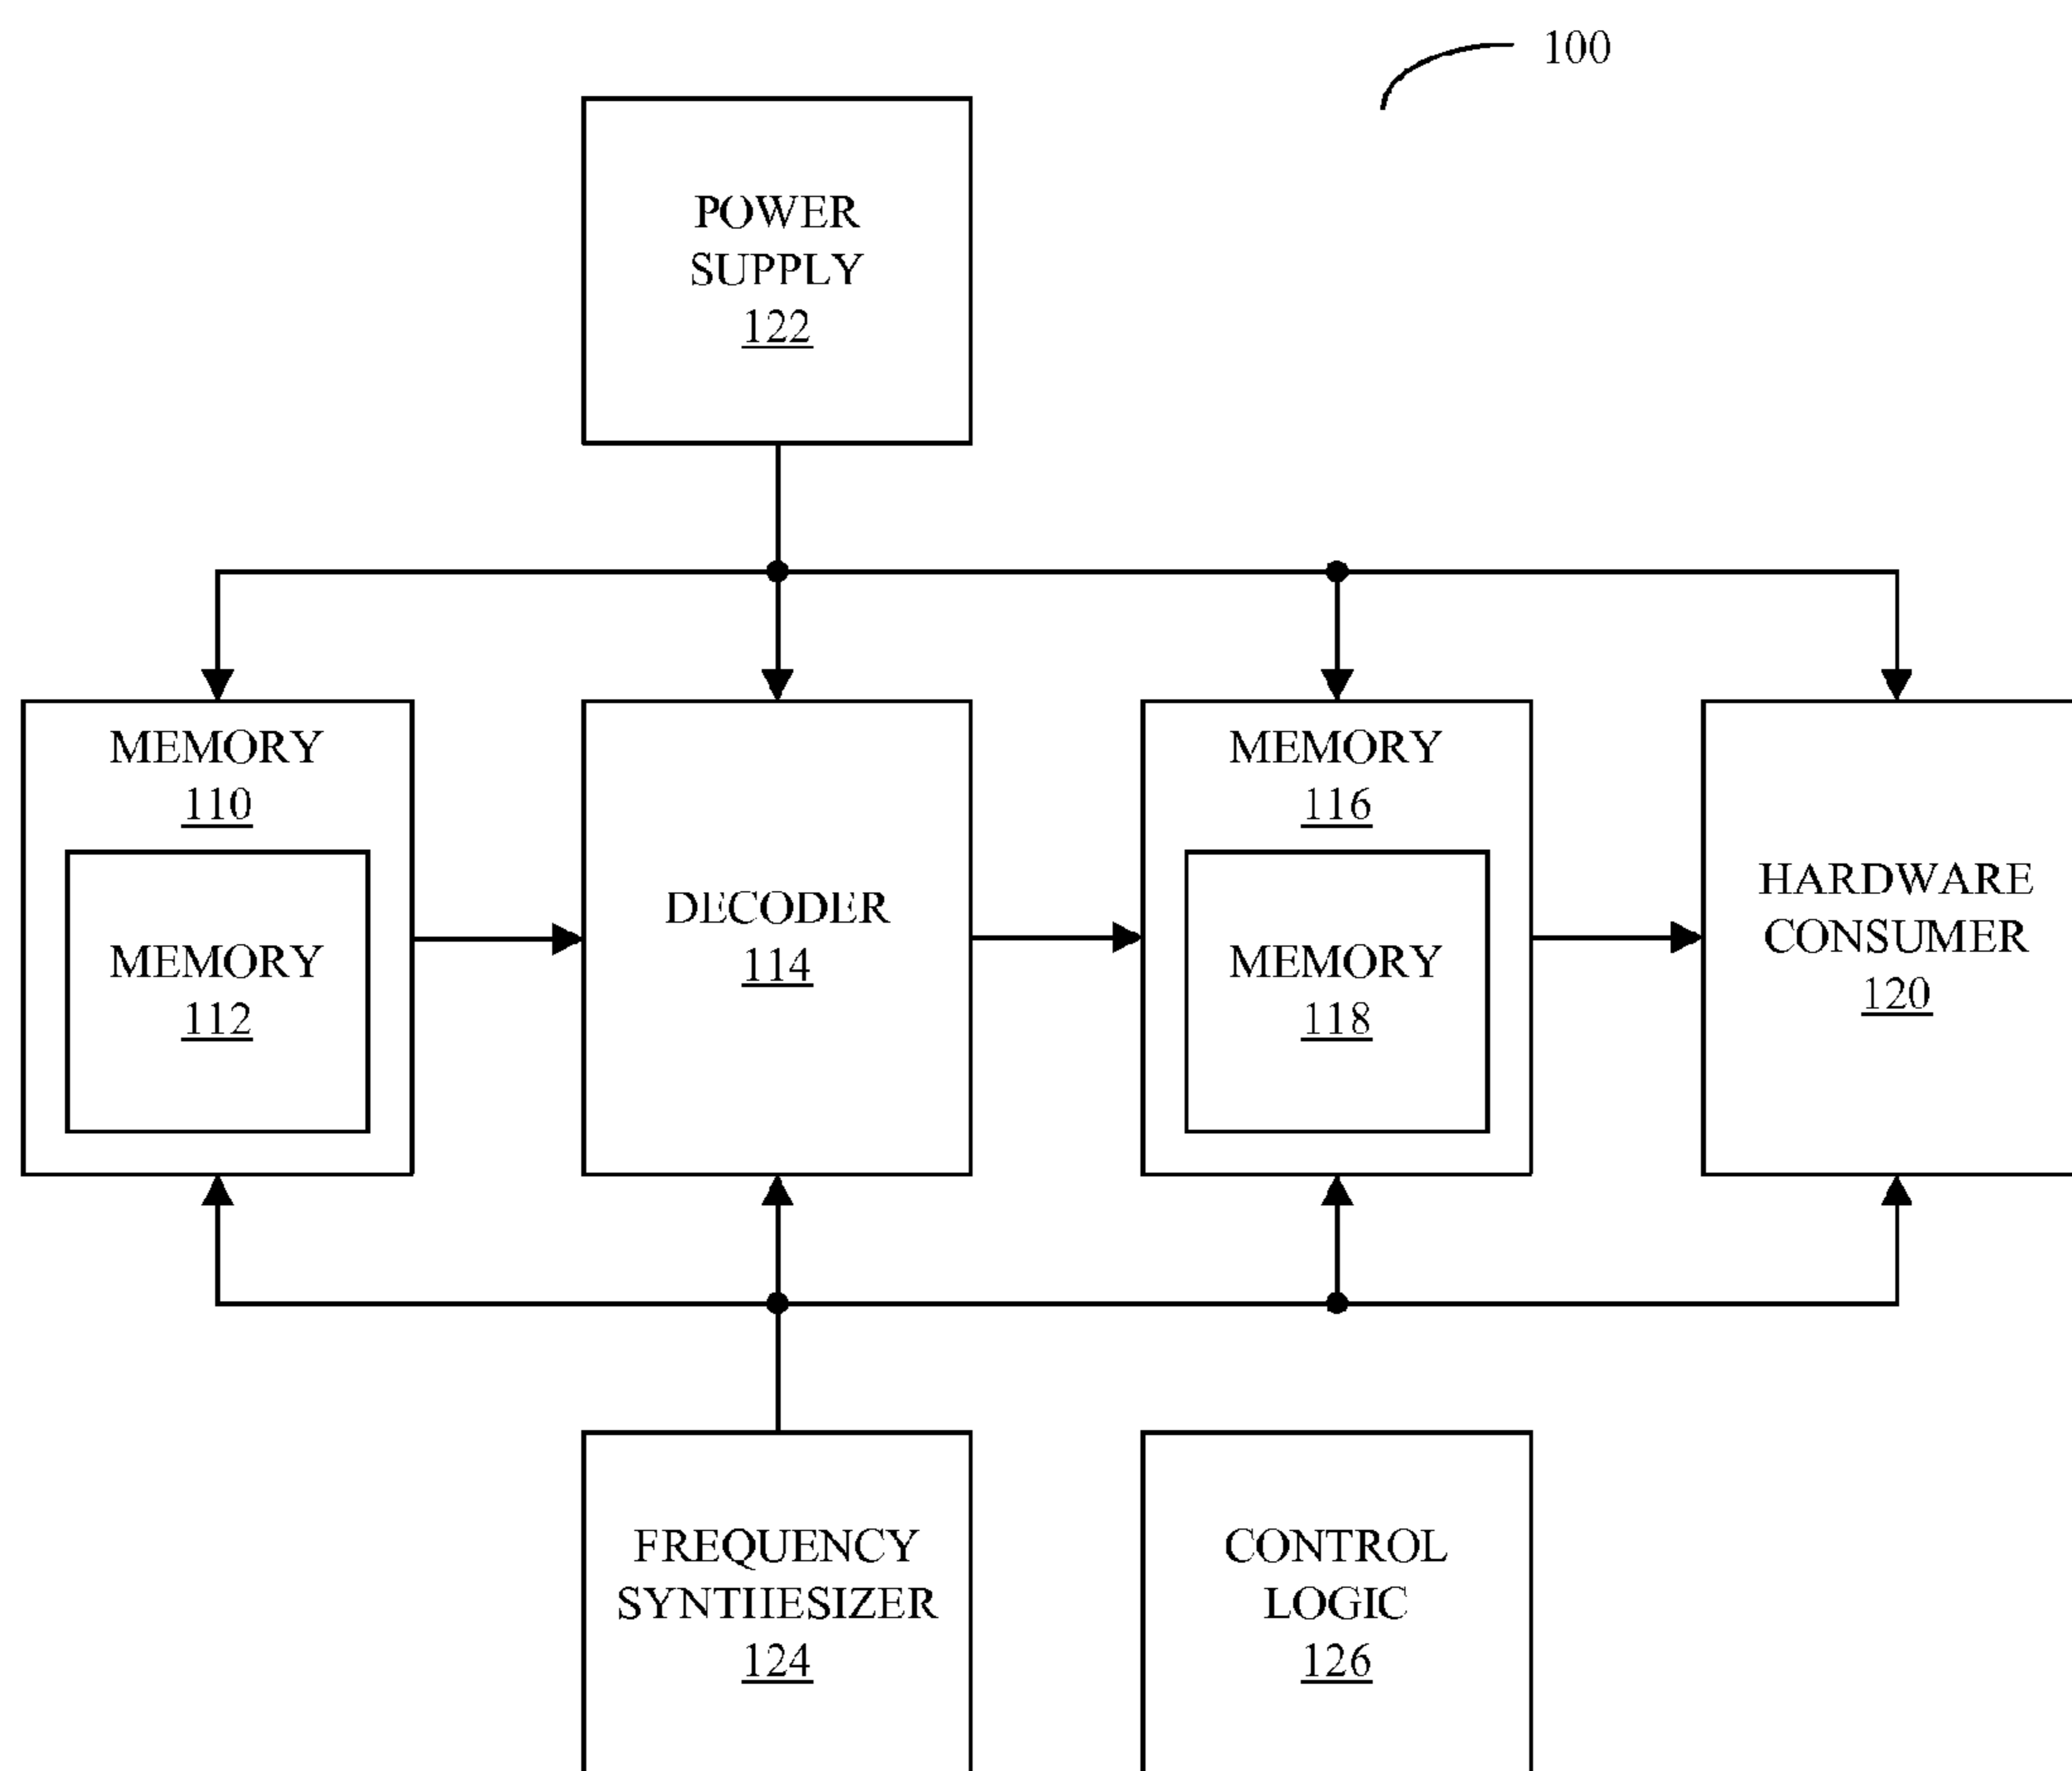 100
POWER
SUPPLY
122
MEMORY
110
MEMORY
112
DECODER
114
MEMORY
116
MEMORY
118
HARDWARE
CONSUMER
120
FREQUENCY
SYNTHESIZER
124
CONTROL
LOGIC
126